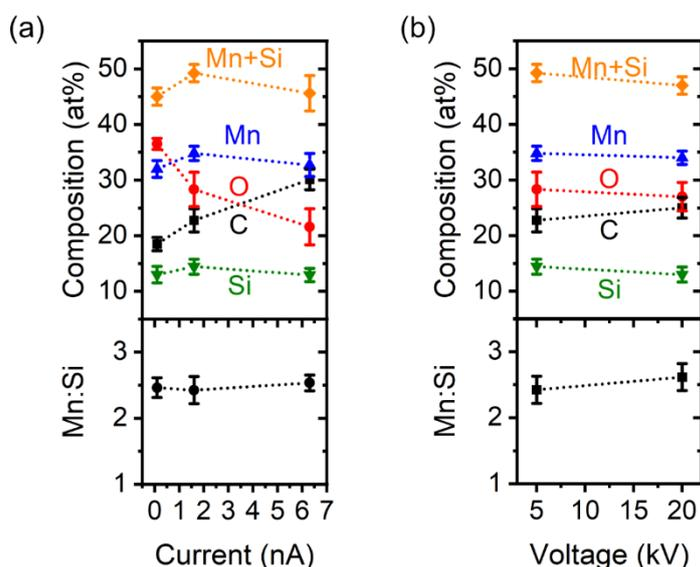 (a)
Composition (at%)
50
40
30
20
10
Mn+Si
Mn
O
C
Si
Mn:Si
3
2
1
0 1 2 3 4 5 6 7
Current (nA)
(b)
Composition (at%)
50
40
30
20
10
Mn+Si
Mn
O
C
Si
Mn:Si
3
2
1
5 10 15 20
Voltage (kV)